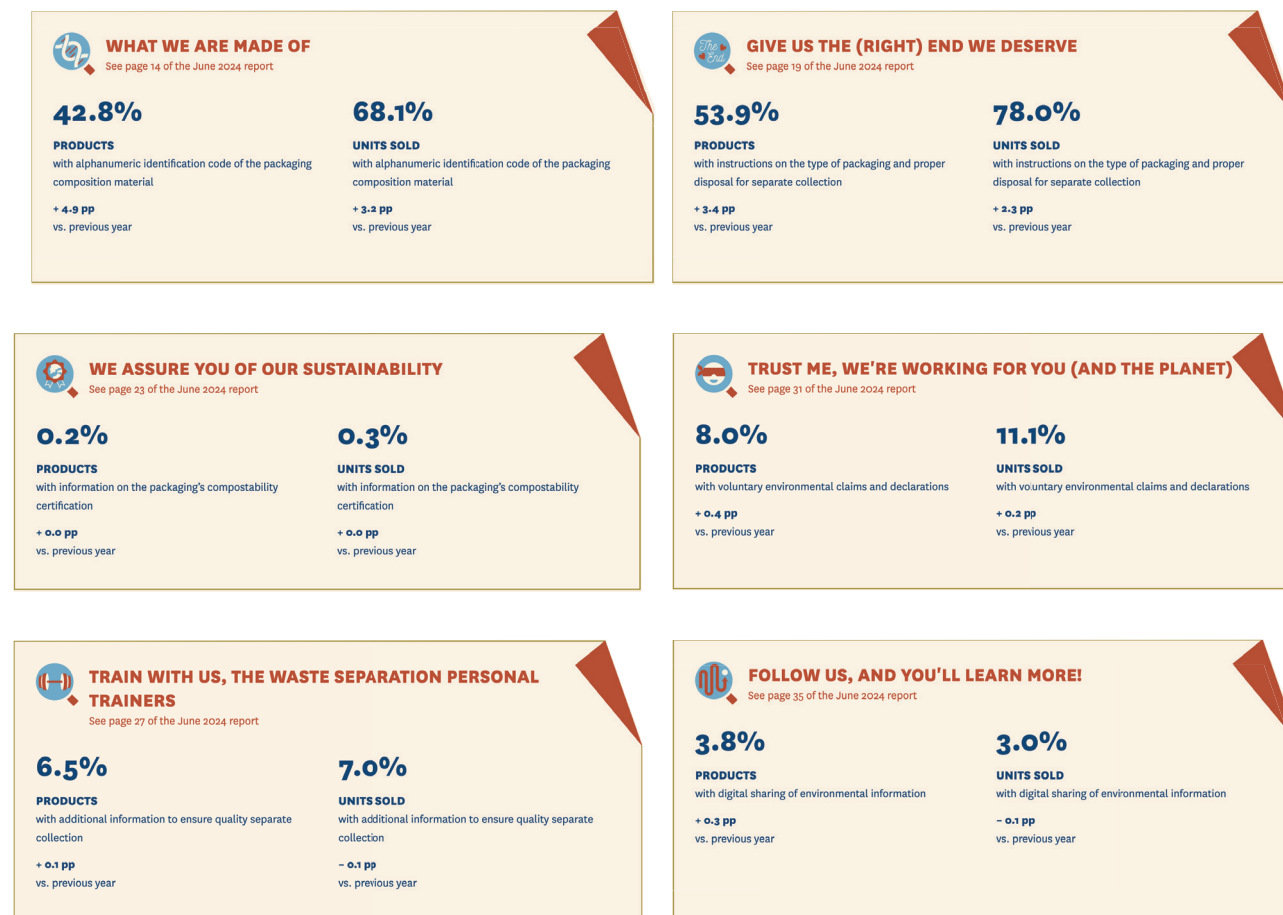 WHAT WE ARE MADE OF
See page 14 of the June 2024 report
42.8%
PRODUCTS
with alphanumeric identification code of the packaging
composition material
+ 4.9 pp
vs. previous year
68.1%
UNITS SOLD
with alphanumeric identification code of the packaging
composition material
+ 3.2 pp
vs. previous year
The
End
GIVE US THE (RIGHT) END WE DESERVE
See page 19 of the June 2024 report
53.9%
PRODUCTS
with instructions on the type of packaging and proper
disposal for separate collection
+ 3.4 pp
vs. previous year
78.0%
UNITS SOLD
with instructions on the type of packaging and proper
disposal for separate collection
+ 2.3 pp
vs. previous year
WE ASSURE YOU OF OUR SUSTAINABILITY
See page 23 of the June 2024 report
0.2%
PRODUCTS
with information on the packaging's compostability
certification
+ 0.0 pp
vs. previous year
0.3%
UNITS SOLD
with information on the packaging's compostability
certification
+ 0.0 pp
vs. previous year
TRUST ME, WE'RE WORKING FOR YOU (AND THE PLANET)
See page 31 of the June 2024 report
8.0%
PRODUCTS
with voluntary environmental claims and declarations
+ 0.4 pp
vs. previous year
11.1%
UNITS SOLD
with voluntary environmental claims and declarations
+ 0.2 pp
vs. previous year
TRAIN WITH US, THE WASTE SEPARATION PERSONAL
TRAINERS
See page 27 of the June 2024 report
6.5%
PRODUCTS
with additional information to ensure quality separate
collection
+ 0.1 pp
vs. previous year
7.0%
UNITS SOLD
with additional information to ensure quality separate
collection
– 0.1 pp
vs. previous year
FOLLOW US, AND YOU'LL LEARN MORE!
See page 35 of the June 2024 report
3.8%
PRODUCTS
with digital sharing of environmental information
+ 0.3 pp
vs. previous year
3.0%
UNITS SOLD
with digital sharing of environmental information
– 0.1 pp
vs. previous year